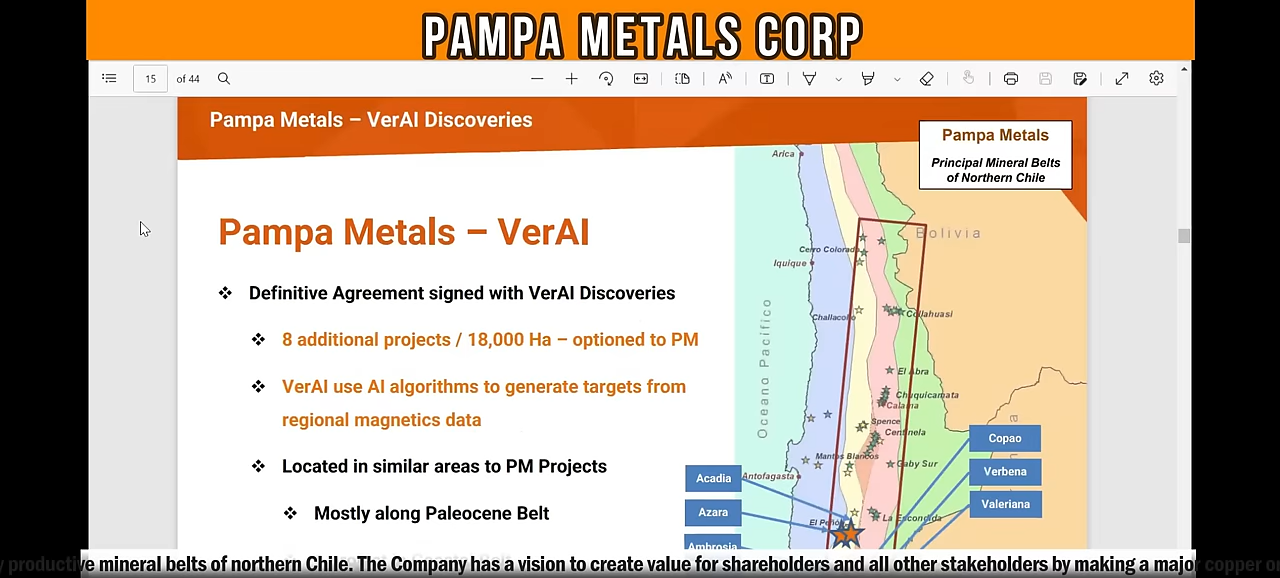 PAMPA METALS CORP
15 of 44
Pampa Metals – VerAI Discoveries
Pampa Metals
Principal Mineral Belts
of Northern Chile
Pampa Metals – VerAI
❖ Definitive Agreement signed with VerAI Discoveries
❖ 8 additional projects / 18,000 Ha – optioned to PM
❖ VerAI use AI algorithms to generate targets from
regional magnetics data
❖ Located in similar areas to PM Projects
❖ Mostly along Paleocene Belt
Arica
Bolivia
Cerro Colorado
Iquique
Challacollo
Collahuasi
Oceano Pacífico
El Abra
Chuquicamata
Calama
Spence
Centinela
Mantos Blancos
Gaby Sur
Antofagasta
El Peñón
La Escondida
Acadia
Azara
Ambrosia
Copao
Verbena
Valeriana
productive mineral belts of northern Chile. The Company has a vision to create value for shareholders and all other stakeholders by making a major copper